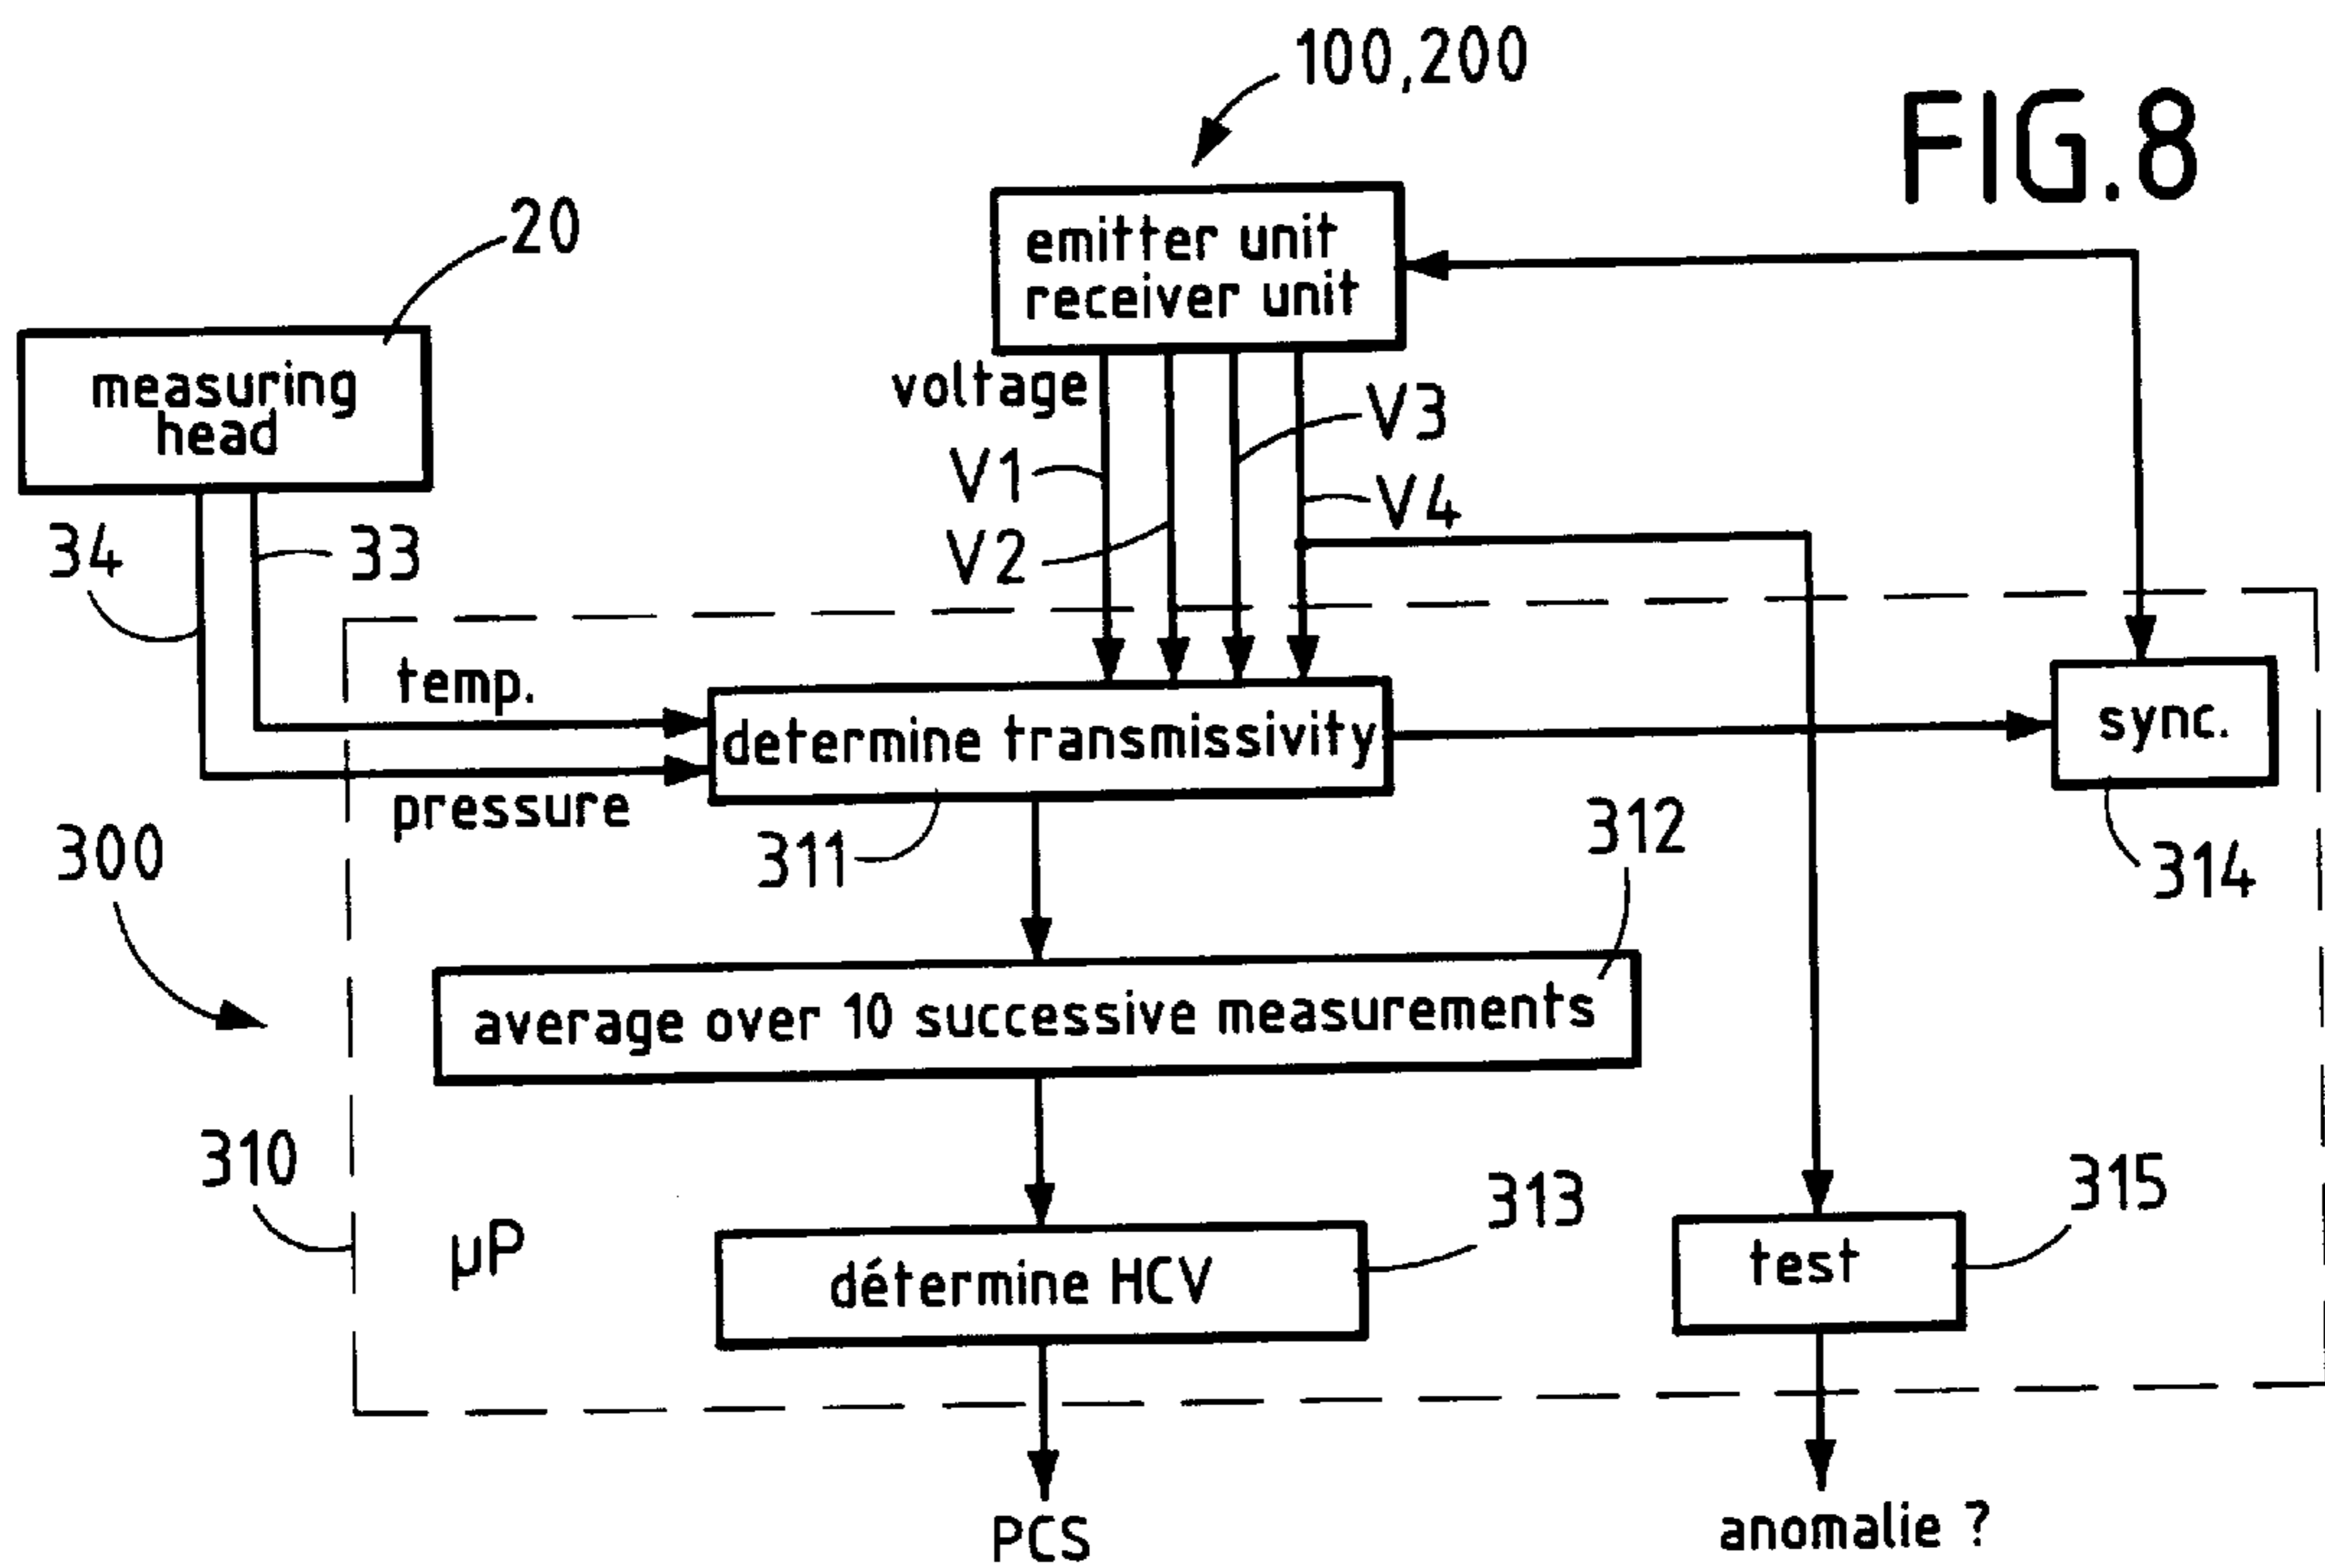 100,200
FIG.8
20
emitter unit
receiver unit
measuring
head
voltage
V3
V1
V4
34
33
V2
temp.
determine transmissivity
sync.
pressure
311
312
300
314
average over 10 successive measurements
310
µP
313
315
détermine HCV
test
PCS
anomalie ?